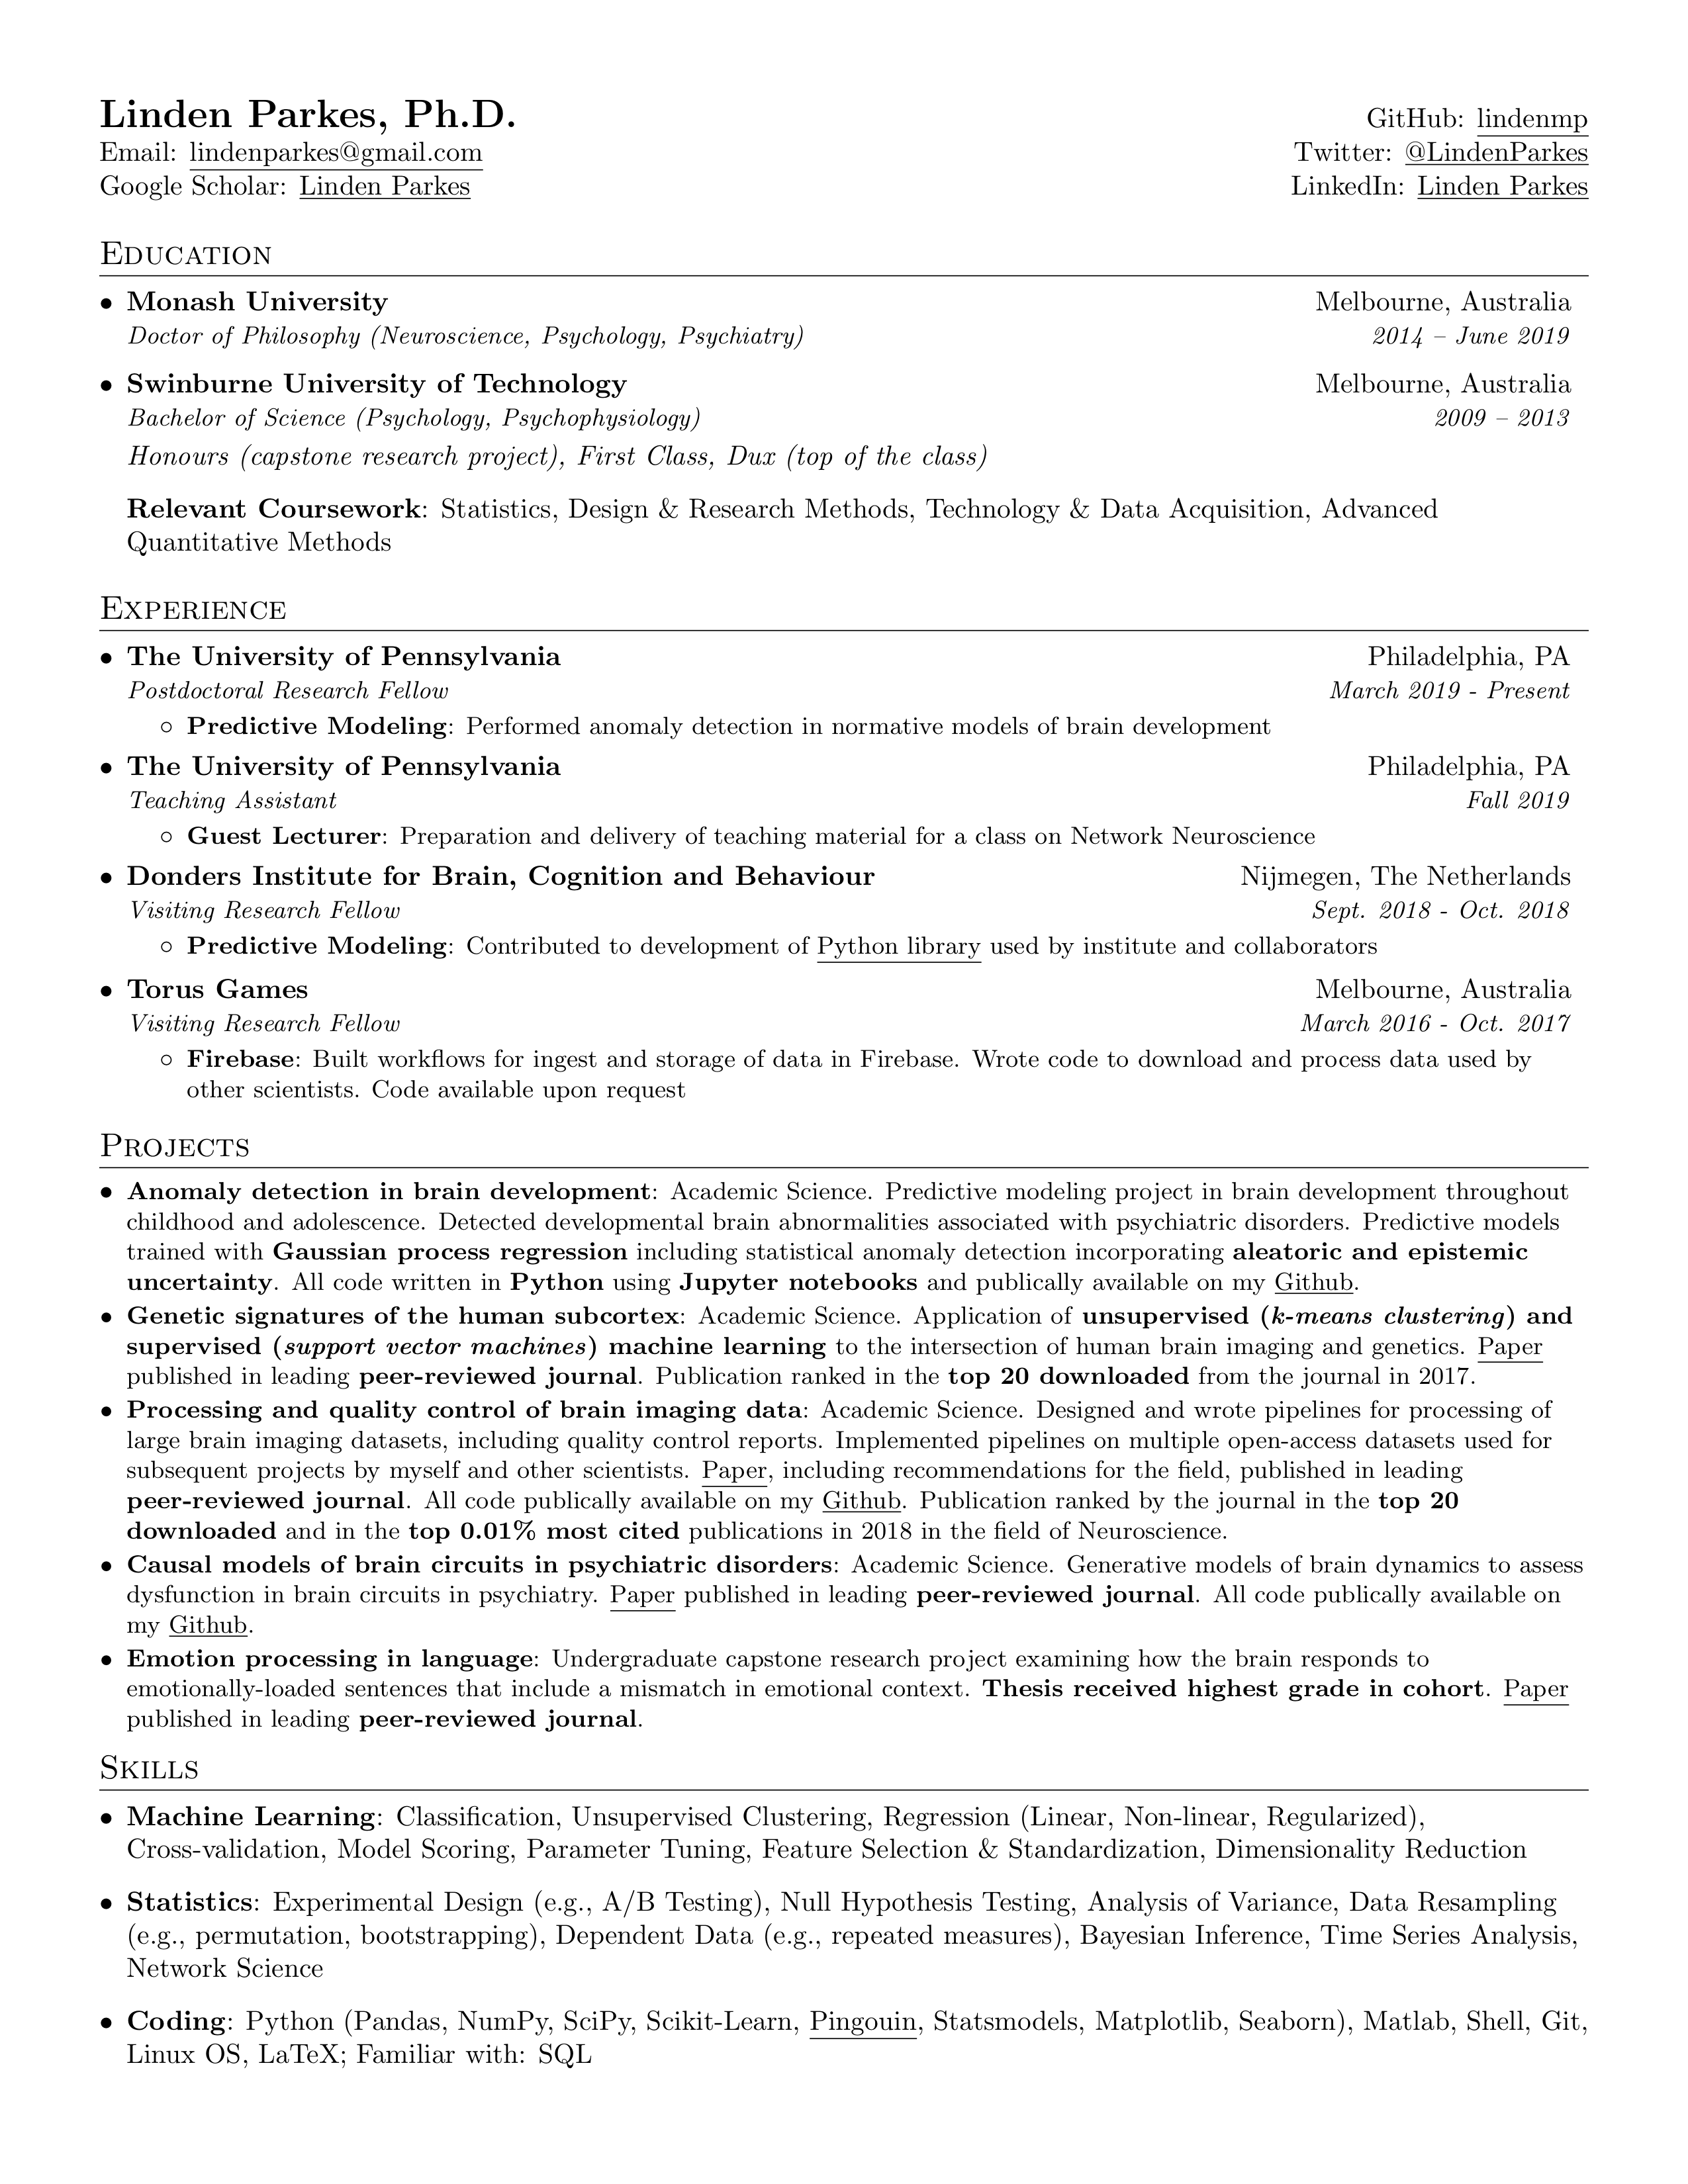 Linden Parkes, Ph.D.
GitHub: lindenmp
Email: lindenparkes@gmail.com
Twitter: @LindenParkes
Google Scholar: Linden Parkes
LinkedIn: Linden Parkes
Education
• Monash University
Melbourne, Australia
Doctor of Philosophy (Neuroscience, Psychology, Psychiatry)
2014 – June 2019
• Swinburne University of Technology
Melbourne, Australia
Bachelor of Science (Psychology, Psychophysiology)
2009 – 2013
Honours (capstone research project), First Class, Dux (top of the class)
Relevant Coursework: Statistics, Design & Research Methods, Technology & Data Acquisition, Advanced
Quantitative Methods
Experience
• The University of Pennsylvania
Philadelphia, PA
Postdoctoral Research Fellow
March 2019 - Present
○ Predictive Modeling: Performed anomaly detection in normative models of brain development
• The University of Pennsylvania
Philadelphia, PA
Teaching Assistant
Fall 2019
○ Guest Lecturer: Preparation and delivery of teaching material for a class on Network Neuroscience
• Donders Institute for Brain, Cognition and Behaviour
Nijmegen, The Netherlands
Visiting Research Fellow
Sept. 2018 - Oct. 2018
○ Predictive Modeling: Contributed to development of Python library used by institute and collaborators
• Torus Games
Melbourne, Australia
Visiting Research Fellow
March 2016 - Oct. 2017
○ Firebase: Built workflows for ingest and storage of data in Firebase. Wrote code to download and process data used by
other scientists. Code available upon request
Projects
• Anomaly detection in brain development: Academic Science. Predictive modeling project in brain development throughout
childhood and adolescence. Detected developmental brain abnormalities associated with psychiatric disorders. Predictive models
trained with Gaussian process regression including statistical anomaly detection incorporating aleatoric and epistemic
uncertainty. All code written in Python using Jupyter notebooks and publically available on my Github.
• Genetic signatures of the human subcortex: Academic Science. Application of unsupervised (k-means clustering) and
supervised (support vector machines) machine learning to the intersection of human brain imaging and genetics. Paper
published in leading peer-reviewed journal. Publication ranked in the top 20 downloaded from the journal in 2017.
• Processing and quality control of brain imaging data: Academic Science. Designed and wrote pipelines for processing of
large brain imaging datasets, including quality control reports. Implemented pipelines on multiple open-access datasets used for
subsequent projects by myself and other scientists. Paper, including recommendations for the field, published in leading
peer-reviewed journal. All code publically available on my Github. Publication ranked by the journal in the top 20
downloaded and in the top 0.01% most cited publications in 2018 in the field of Neuroscience.
• Causal models of brain circuits in psychiatric disorders: Academic Science. Generative models of brain dynamics to assess
dysfunction in brain circuits in psychiatry. Paper published in leading peer-reviewed journal. All code publically available on
my Github.
• Emotion processing in language: Undergraduate capstone research project examining how the brain responds to
emotionally-loaded sentences that include a mismatch in emotional context. Thesis received highest grade in cohort. Paper
published in leading peer-reviewed journal.
Skills
• Machine Learning: Classification, Unsupervised Clustering, Regression (Linear, Non-linear, Regularized),
Cross-validation, Model Scoring, Parameter Tuning, Feature Selection & Standardization, Dimensionality Reduction
• Statistics: Experimental Design (e.g., A/B Testing), Null Hypothesis Testing, Analysis of Variance, Data Resampling
(e.g., permutation, bootstrapping), Dependent Data (e.g., repeated measures), Bayesian Inference, Time Series Analysis,
Network Science
• Coding: Python (Pandas, NumPy, SciPy, Scikit-Learn, Pingouin, Statsmodels, Matplotlib, Seaborn), Matlab, Shell, Git,
Linux OS, LaTeX; Familiar with: SQL